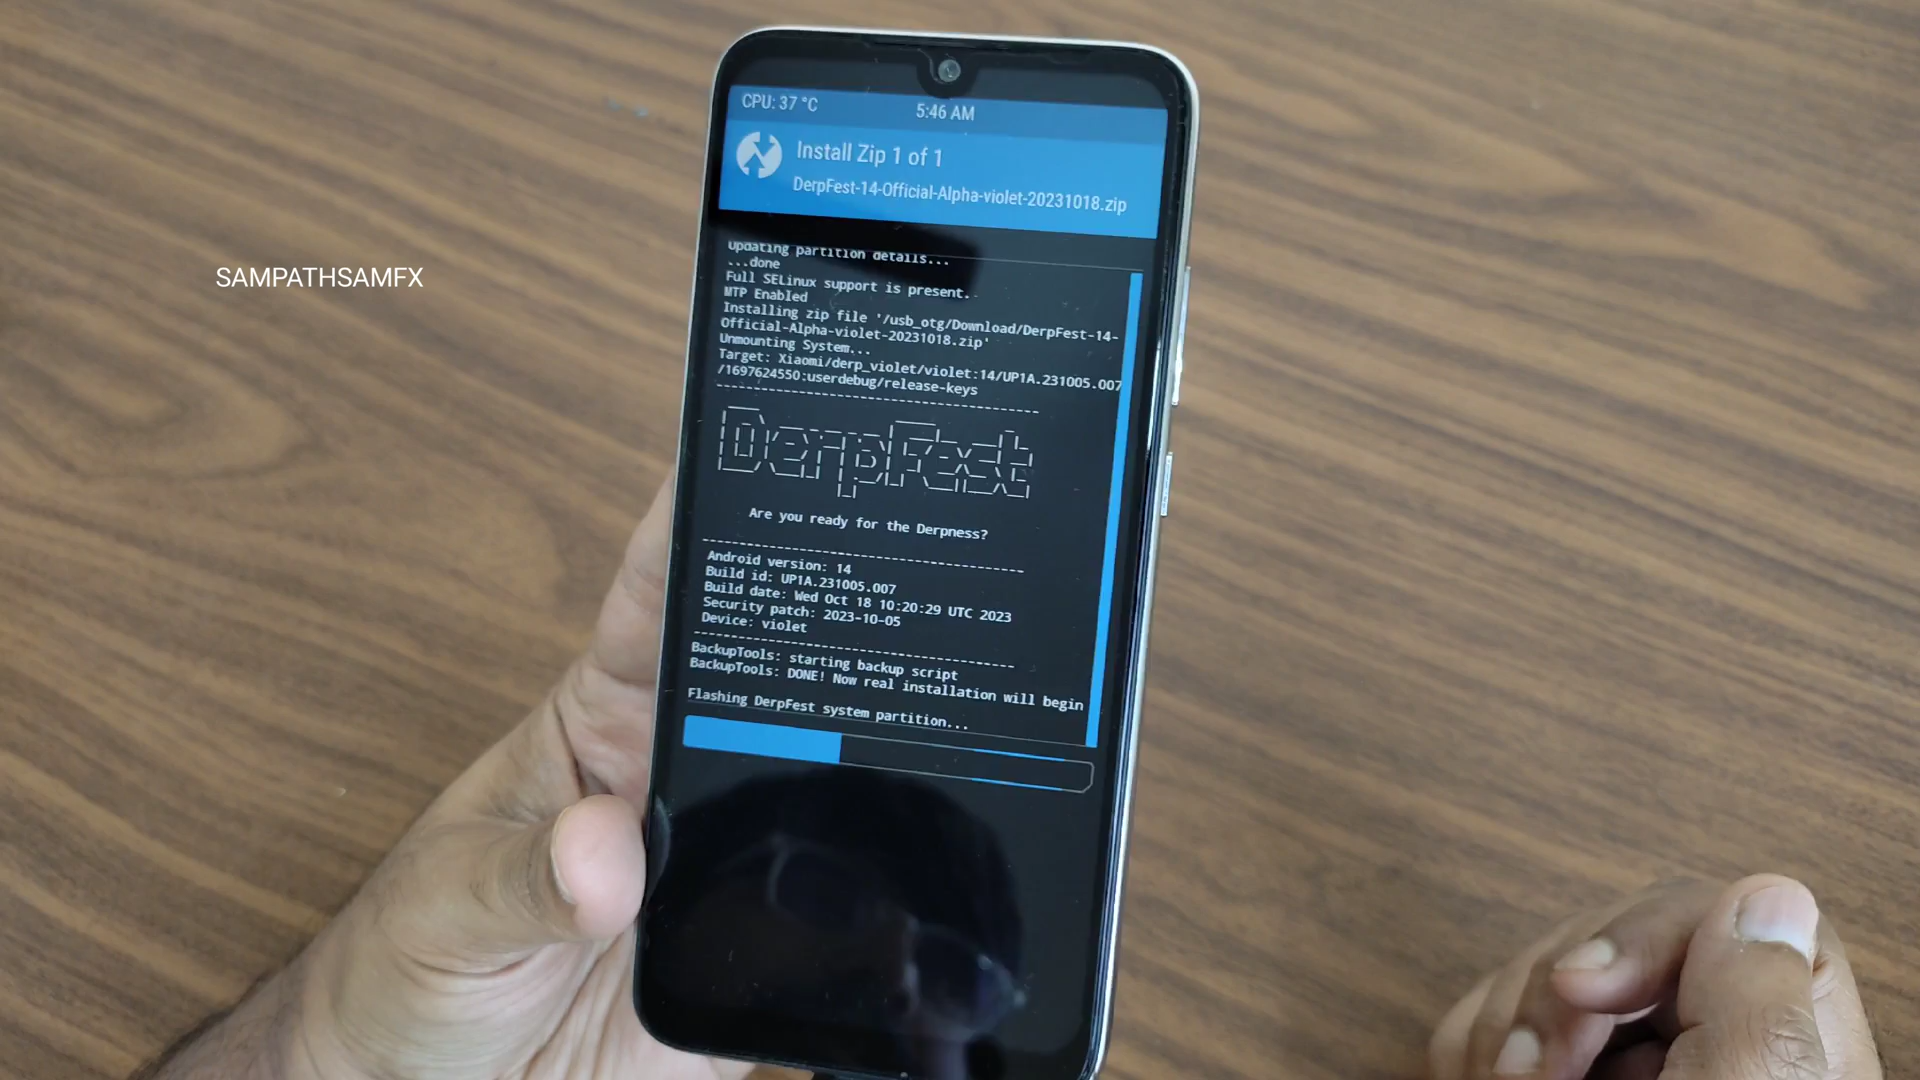 CPU: 37 °C
5:46 AM
Install Zip 1 of 1
DerpFest-14-Official-Alpha-violet-20231018.zip
SAMPATHSAMFX
Updating partition details...
...done
Full SELinux support is present.
MTP Enabled
Installing zip file '/usb_otg/Download/DerpFest-14-
Official-Alpha-violet-20231018.zip'
Unmounting System...
Target: Xiaomi/derp_violet/violet:14/UP1A.231005.007
/1697624550:userdebug/release-keys
DerpFest
Are you ready for the Derpness?
Android version: 14
Build id: UP1A.231005.007
Build date: Wed Oct 18 10:20:29 UTC 2023
Security patch: 2023-10-05
Device: violet
BackupTools: starting backup script
BackupTools: DONE! Now real installation will begin
Flashing DerpFest system partition...